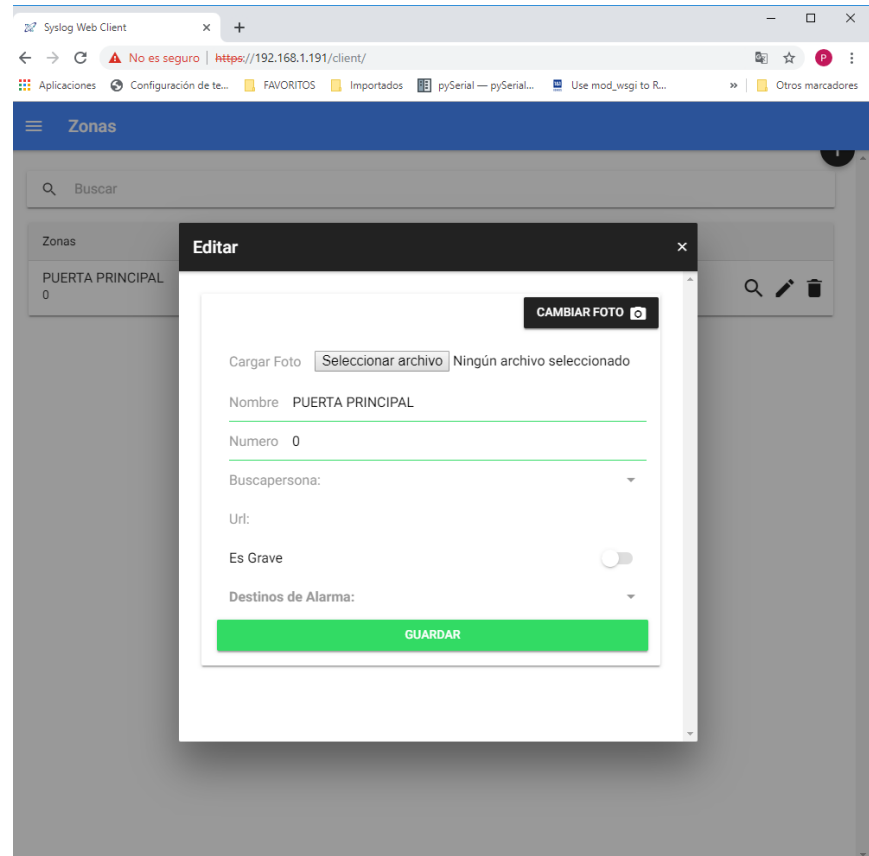 Syslog Web Client
No es seguro | https://192.168.1.191/client/
P
Aplicaciones Configuración de te... FAVORITOS Importados pySerial — pySerial... Use mod_wsgi to R... » Otros marcadores
Zonas
Buscar
Zonas
PUERTA PRINCIPAL
0
Editar
CAMBIAR FOTO
Cargar Foto Seleccionar archivo Ningún archivo seleccionado
Nombre PUERTA PRINCIPAL
Numero 0
Buscapersona:
Url:
Es Grave
Destinos de Alarma:
GUARDAR